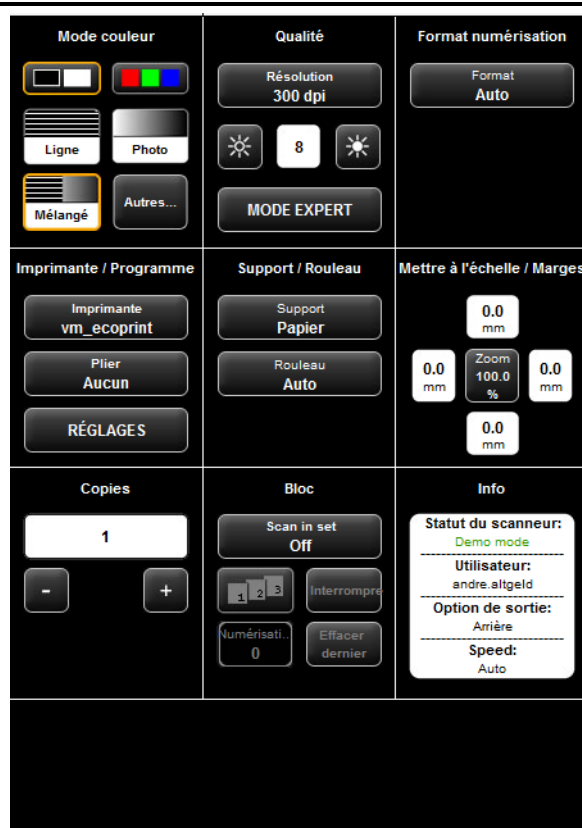 Mode couleur
Ligne
Photo
Mélangé
Autres...
Qualité
Résolution
300 dpi
8
MODE EXPERT
Format numérisation
Format
Auto
Imprimante / Programme
Imprimante
vm_ecoprint
Plier
Aucun
RÉGLAGES
Support / Rouleau
Support
Papier
Rouleau
Auto
Mettre à l'échelle / Marges
0.0
mm
0.0
mm
Zoom
100.0
%
0.0
mm
0.0
mm
Copies
1
-
+
Bloc
Scan in set
Off
1 2 3
Interrompre
Numérisati..
0
Effacer
dernier
Info
Statut du scanneur:
Demo mode
Utilisateur:
andre.altgeld
Option de sortie:
Arrière
Speed:
Auto